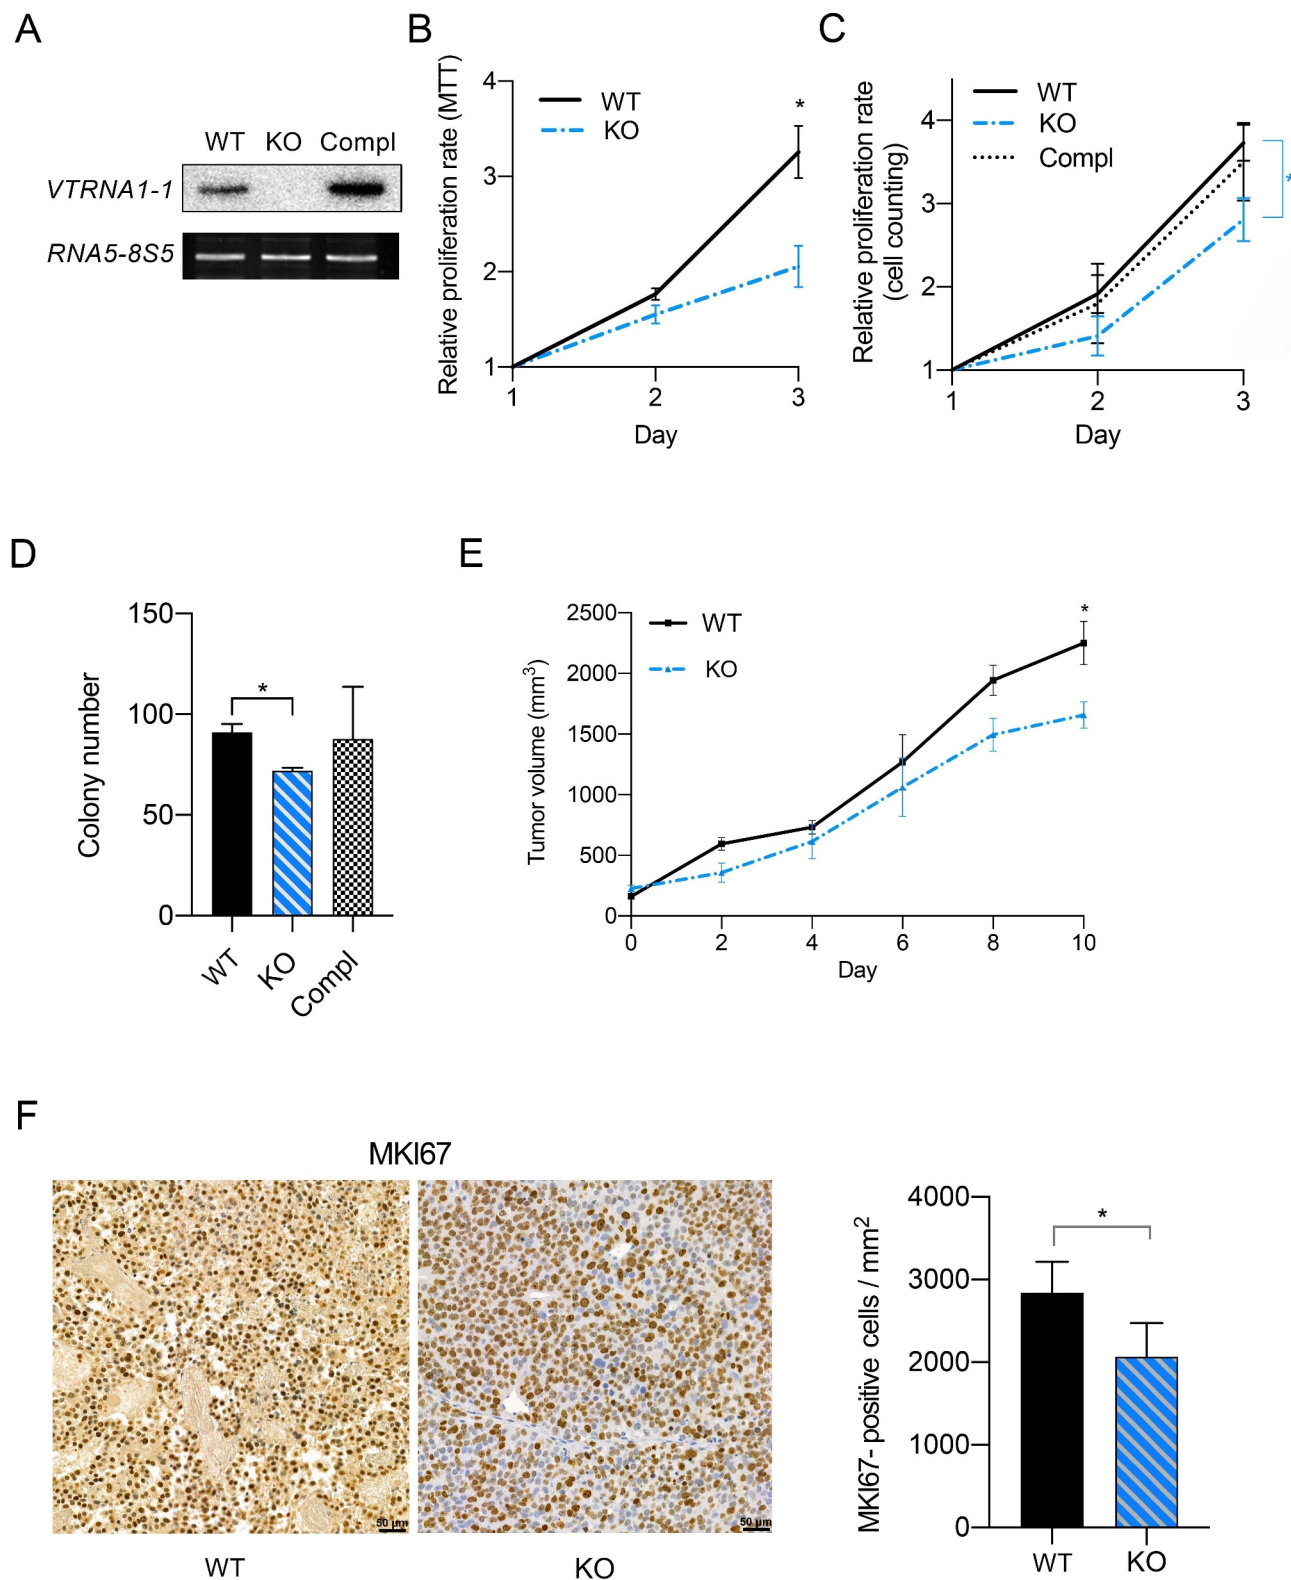 A
WT KO Compl
VTRNA1-1
RNA5-8S5
B
Relative proliferation rate (MTT)
4
3
2
1
WT
KO
*
1 2 3
Day
C
Relative proliferation rate
(cell counting)
4
3
2
1
WT
KO
Compl
*
1 2 3
Day
D
Colony number
150
100
50
0
*
WT KO Compl
E
Tumor volume (mm³)
2500
2000
1500
1000
500
0
WT
KO
*
0 2 4 6 8 10
Day
F
MKI67
50 µm
50 µm
WT KO
MKI67- positive cells / mm²
4000
3000
2000
1000
0
*
WT KO